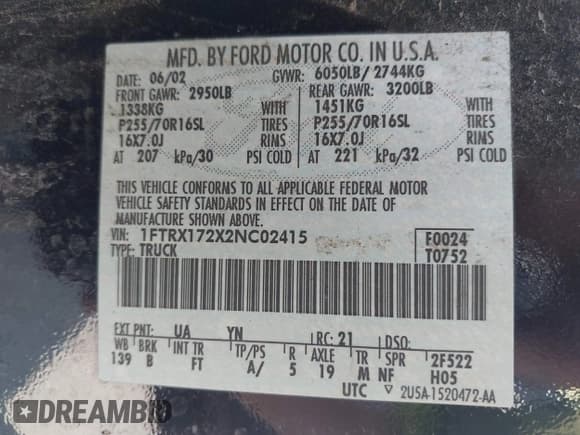 MFD. BY FORD MOTOR CO. IN U.S.A.
DATE: 06/02 GVWR: 6050LB/ 2744KG
FRONT GAWR: 2950LB REAR GAWR: 3200LB
1338KG WITH 1451KG WITH
P255/70R16SL TIRES P255/70R16SL TIRES
16X7.0J RIMS 16X7.0J RIMS
AT 207 kPa/30 PSI COLD AT 221 kPa/32 PSI COLD
THIS VEHICLE CONFORMS TO ALL APPLICABLE FEDERAL MOTOR
VEHICLE SAFETY STANDARDS IN EFFECT ON THE DATE OF
MANUFACTURE SHOWN ABOVE.
VIN: 1FTRX172X2NC02415 F0024
TYPE: TRUCK T0752
EXT PNT: UA YN RC: 21 DSO:
WB BRK INT TR TP/PS R AXLE TR SPR 2F522
139 B FT A/ 5 19 M NF H05
UTC ▽ 2U5A-1520472-AA
DREAMBID